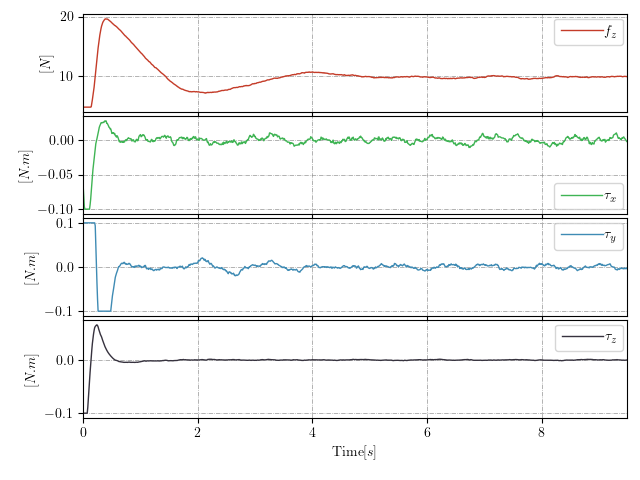 20
10
[N]
f_z
0.00
−0.05
−0.10
[N.m]
τ_x
0.1
0.0
−0.1
[N.m]
τ_y
0.0
−0.1
[N.m]
τ_z
0 2 4 6 8
Time[s]